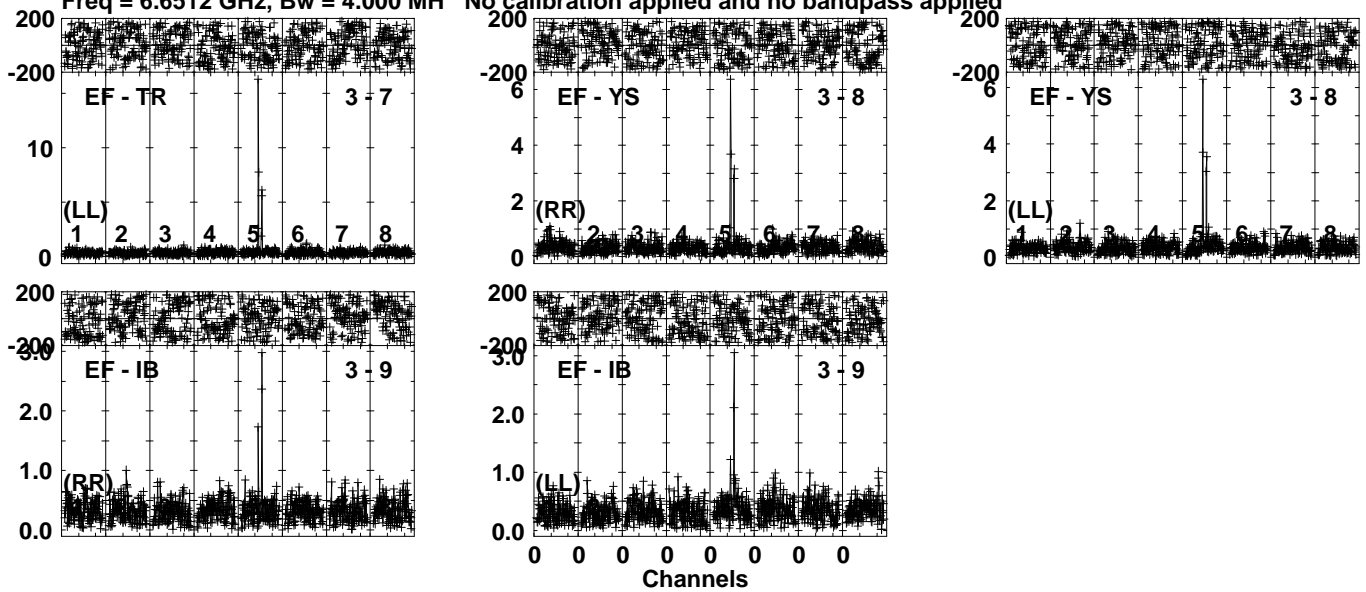 Freq = 6.6512 GHz, Bw = 4.000 MH No calibration applied and no bandpass applied
200 200 200
-200 -200 -200
EF - TR 3 - 7 6 EF - YS 3 - 8 6 EF - YS 3 - 8
10 4 4
(LL) 2 (RR) 2 (LL)
1 2 3 4 5 6 7 8 1 2 3 4 5 6 7 8 1 2 3 4 5 6 7 8
0 0 0
200 200
-200 -200
3.0 EF - IB 3 - 9 3.0 EF - IB 3 - 9
2.0 2.0
1.0 (RR) 1.0 (LL)
0.0 0.0
0 0 0 0 0 0 0 0
Channels